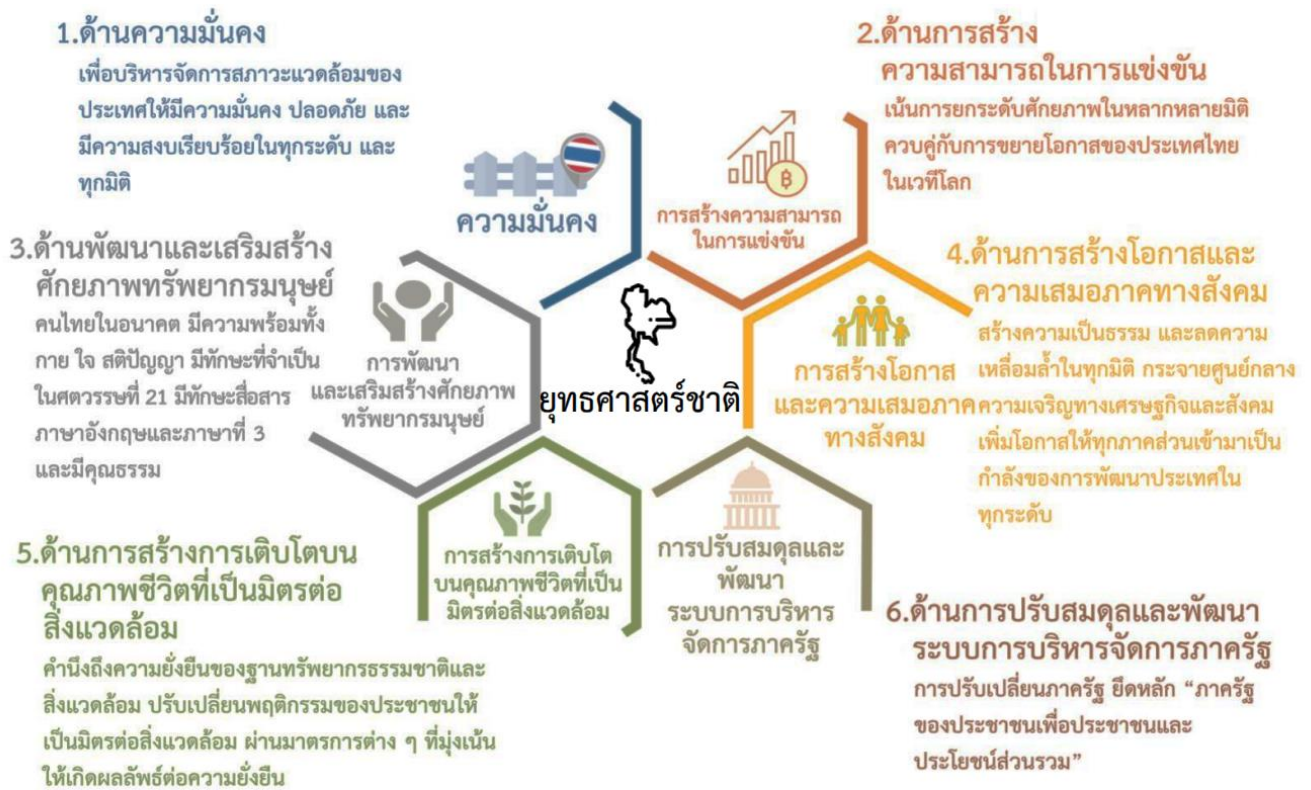 1.ด้านความมั่นคง
เพื่อบริหารจัดการสภาวะแวดล้อมของ
ประเทศให้มีความมั่นคง ปลอดภัย และ
มีความสงบเรียบร้อยในทุกระดับ และ
ทุกมิติ
ความมั่นคง
2.ด้านการสร้าง
ความสามารถในการแข่งขัน
เน้นการยกระดับศักยภาพในหลากหลายมิติ
ควบคู่กับการขยายโอกาสของประเทศไทย
ในเวทีโลก
฿
การสร้างความสามารถ
ในการแข่งขัน
3.ด้านพัฒนาและเสริมสร้าง
ศักยภาพทรัพยากรมนุษย์
คนไทยในอนาคต มีความพร้อมทั้ง
กาย ใจ สติปัญญา มีทักษะที่จำเป็น
ในศตวรรษที่ 21 มีทักษะสื่อสาร
ภาษาอังกฤษและภาษาที่ 3
และมีคุณธรรม
การพัฒนา
และเสริมสร้างศักยภาพ
ทรัพยากรมนุษย์
ยุทธศาสตร์ชาติ
4.ด้านการสร้างโอกาสและ
ความเสมอภาคทางสังคม
สร้างความเป็นธรรม และลดความ
เหลื่อมล้ำในทุกมิติ กระจายศูนย์กลาง
ความเจริญทางเศรษฐกิจและสังคม
เพิ่มโอกาสให้ทุกภาคส่วนเข้ามาเป็น
กำลังของการพัฒนาประเทศใน
ทุกระดับ
การสร้างโอกาส
และความเสมอภาค
ทางสังคม
5.ด้านการสร้างการเติบโตบน
คุณภาพชีวิตที่เป็นมิตรต่อ
สิ่งแวดล้อม
คำนึงถึงความยั่งยืนของฐานทรัพยากรธรรมชาติและ
สิ่งแวดล้อม ปรับเปลี่ยนพฤติกรรมของประชาชนให้
เป็นมิตรต่อสิ่งแวดล้อม ผ่านมาตรการต่าง ๆ ที่มุ่งเน้น
ให้เกิดผลลัพธ์ต่อความยั่งยืน
การสร้างการเติบโต
บนคุณภาพชีวิตที่เป็น
มิตรต่อสิ่งแวดล้อม
การปรับสมดุลและ
พัฒนา
ระบบการบริหาร
จัดการภาครัฐ
6.ด้านการปรับสมดุลและพัฒนา
ระบบการบริหารจัดการภาครัฐ
การปรับเปลี่ยนภาครัฐ ยึดหลัก “ภาครัฐ
ของประชาชนเพื่อประชาชนและ
ประโยชน์ส่วนรวม”